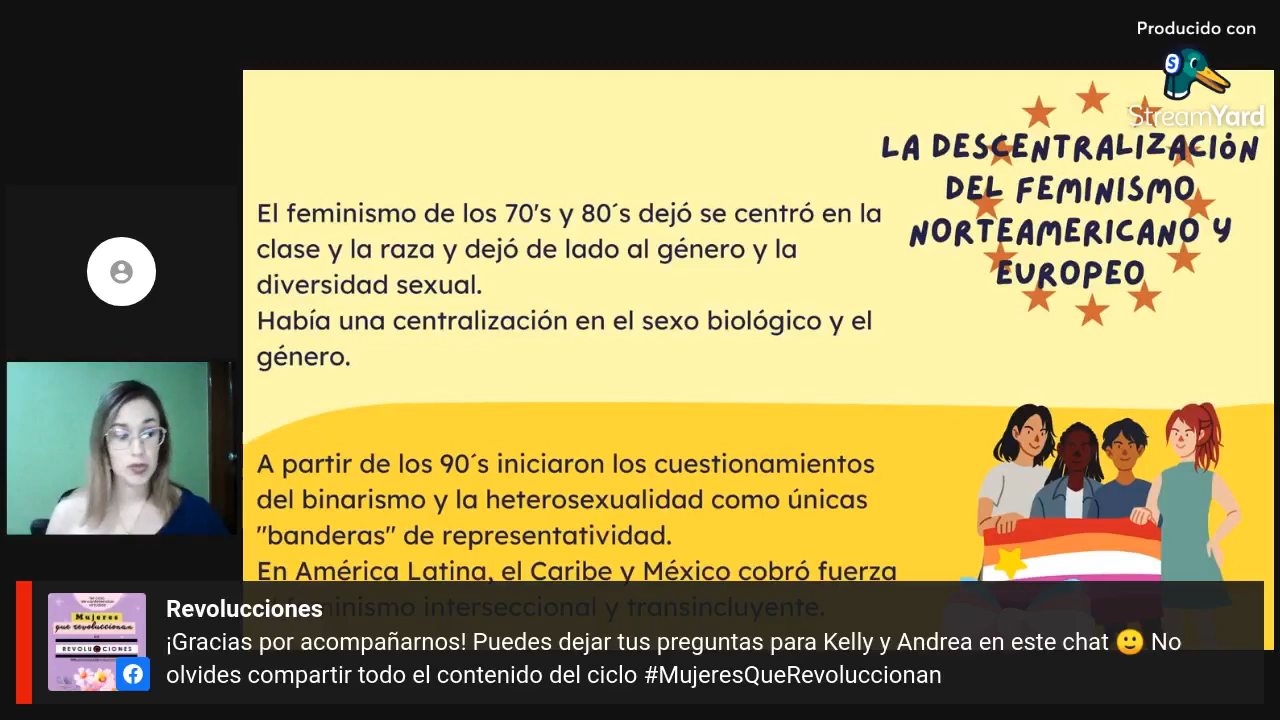 Producido con
StreamYard
LA DESCENTRALIZACIÓN
DEL FEMINISMO
NORTEAMERICANO Y
EUROPEO
El feminismo de los 70's y 80´s dejó se centró en la
clase y la raza y dejó de lado al género y la
diversidad sexual.
Había una centralización en el sexo biológico y el
género.
A partir de los 90´s iniciaron los cuestionamientos
del binarismo y la heterosexualidad como únicas
"banderas" de representatividad.
En América Latina, el Caribe y México cobró fuerza
feminismo interseccional y transincluyente.
Mujeres
que revolucionan
REVOLUCIONES
Revolucciones
¡Gracias por acompañarnos! Puedes dejar tus preguntas para Kelly y Andrea en este chat 🙂 No
olvides compartir todo el contenido del ciclo #MujeresQueRevoluccionan